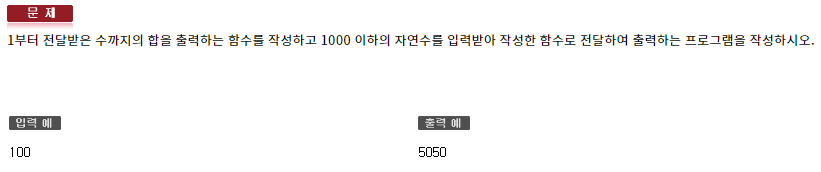 문 제
1부터 전달받은 수까지의 합을 출력하는 함수를 작성하고 1000 이하의 자연수를 입력받아 작성한 함수로 전달하여 출력하는 프로그램을 작성하시오.
입력 예
출력 예
100
5050